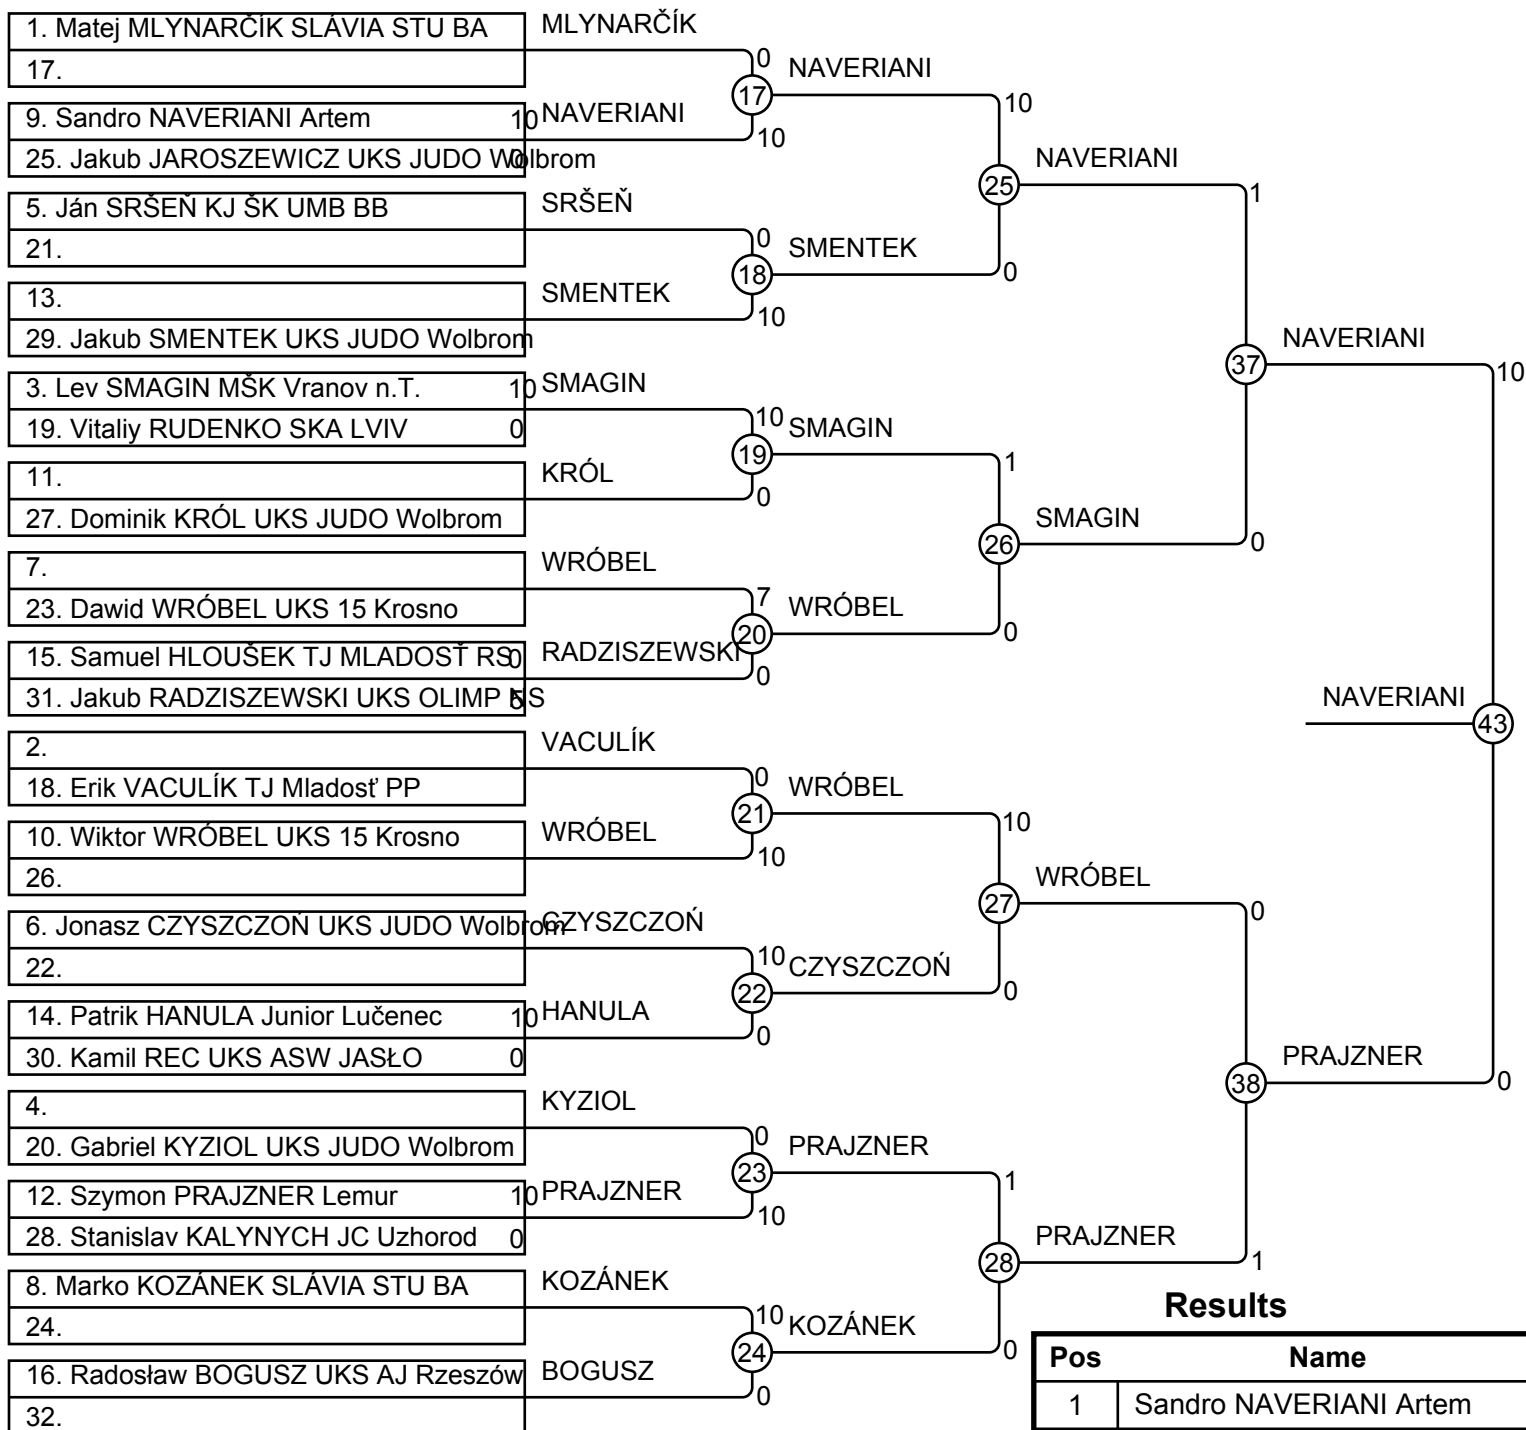 1. Matej MLYNARČÍK SLÁVIA STU BA
17.
9. Sandro NAVERIANI Artem 10
25. Jakub JAROSZEWICZ UKS JUDO Wolbrom 0
5. Ján SRŠEŇ KJ ŠK UMB BB
21.
13.
29. Jakub SMENTEK UKS JUDO Wolbrom
3. Lev SMAGIN MŠK Vranov n.T. 10
19. Vitaliy RUDENKO SKA LVIV 0
11.
27. Dominik KRÓL UKS JUDO Wolbrom
7.
23. Dawid WRÓBEL UKS 15 Krosno
15. Samuel HLOUŠEK TJ MLADOSŤ RS 0
31. Jakub RADZISZEWSKI UKS OLIMP NS 5
2.
18. Erik VACULÍK TJ Mladosť PP
10. Wiktor WRÓBEL UKS 15 Krosno
26.
6. Jonasz CZYSZCZOŃ UKS JUDO Wolbrom
22.
14. Patrik HANULA Junior Lučenec 10
30. Kamil REC UKS ASW JASŁO 0
4.
20. Gabriel KYZIOL UKS JUDO Wolbrom
12. Szymon PRAJZNER Lemur 10
28. Stanislav KALYNYCH JC Uzhorod 0
8. Marko KOZÁNEK SLÁVIA STU BA
24.
16. Radosław BOGUSZ UKS AJ Rzeszów
32.
MLYNARČÍK
0
17
NAVERIANI
10
SRŠEŇ
0
18
SMENTEK
10
SMAGIN
10
19
KRÓL
0
WRÓBEL
7
20
RADZISZEWSKI
0
VACULÍK
0
21
WRÓBEL
10
CZYSZCZOŃ
10
22
HANULA
0
KYZIOL
0
23
PRAJZNER
10
KOZÁNEK
10
24
BOGUSZ
0
NAVERIANI
10
25
SMENTEK
0
SMAGIN
1
26
WRÓBEL
0
WRÓBEL
10
27
CZYSZCZOŃ
0
PRAJZNER
1
28
KOZÁNEK
0
NAVERIANI
1
37
SMAGIN
0
WRÓBEL
0
38
PRAJZNER
1
NAVERIANI
10
NAVERIANI
43
PRAJZNER
0
Results
Pos Name
1 Sandro NAVERIANI Artem